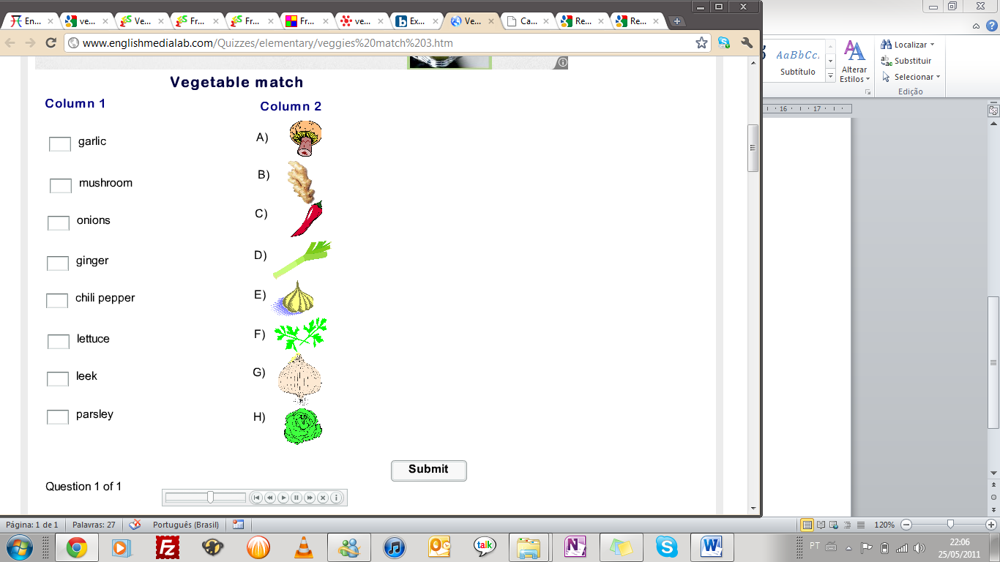 En...
ve...
Ve...
Fr...
Fr...
Fr...
ve...
Ex...
Ve...
Ca...
Re...
Re...
www.englishmedialab.com/Quizzes/elementary/veggies%20match%203.htm
AaBbCc.
Subtítulo
Alterar
Estilos
Localizar
Substituir
Selecionar
Edição
16 17
Vegetable match
Column 1
Column 2
garlic
A)
mushroom
B)
onions
C)
ginger
D)
chili pepper
E)
lettuce
F)
leek
G)
parsley
H)
Submit
Question 1 of 1
Página: 1 de 1
Palavras: 27
Português (Brasil)
120%
talk
PT
22:06
25/05/2011